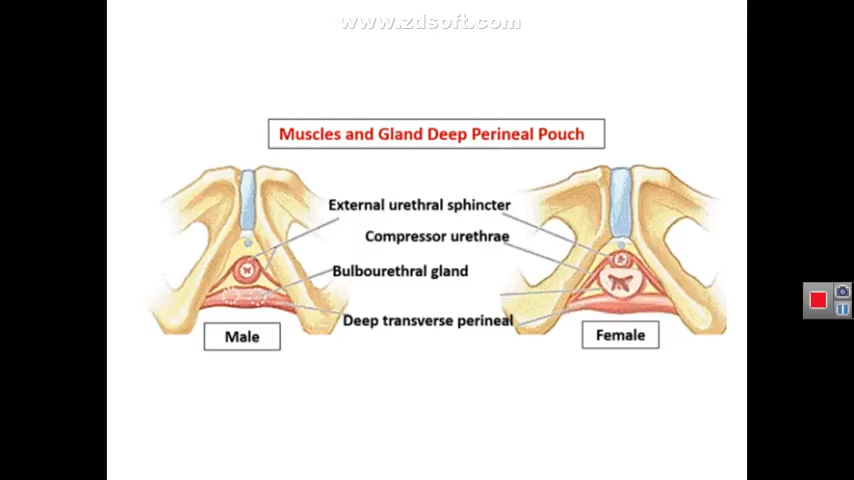 www.zdsoft.com
Muscles and Gland Deep Perineal Pouch
External urethral sphincter
Compressor urethrae
Bulbourethral gland
Deep transverse perineal
Male
Female